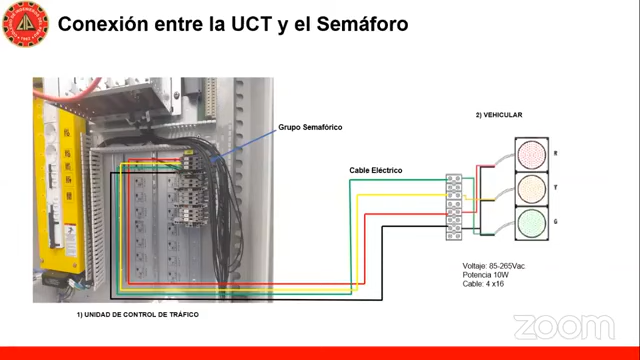 Conexión entre la UCT y el Semáforo
Grupo Semafórico
2) VEHICULAR
Cable Eléctrico
R
Y
G
Voltaje: 85-265Vac
Potencia 10W
Cable: 4 x16
1) UNIDAD DE CONTROL DE TRÁFICO
zoom